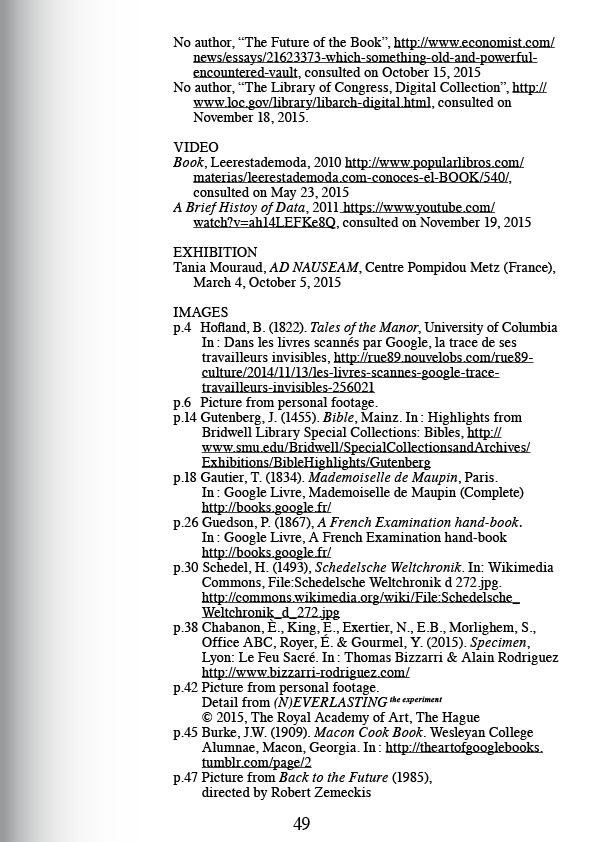 No author, “The Future of the Book”, http://www.economist.com/
news/essays/21623373-which-something-old-and-powerful-
encountered-vault, consulted on October 15, 2015
No author, “The Library of Congress, Digital Collection”, http://
www.loc.gov/library/libarch-digital.html, consulted on
November 18, 2015.
VIDEO
Book, Leerestademoda, 2010 http://www.popularlibros.com/
materias/leerestademoda.com-conoces-el-BOOK/540/,
consulted on May 23, 2015
A Brief Histoy of Data, 2011 https://www.youtube.com/
watch?v=ah14LEFKe8Q, consulted on November 19, 2015
EXHIBITION
Tania Mouraud, AD NAUSEAM, Centre Pompidou Metz (France),
March 4, October 5, 2015
IMAGES
p.4 Hofland, B. (1822). Tales of the Manor, University of Columbia
In : Dans les livres scannés par Google, la trace de ses
travailleurs invisibles, http://rue89.nouvelobs.com/rue89-
culture/2014/11/13/les-livres-scannes-google-trace-
travailleurs-invisibles-256021
p.6 Picture from personal footage.
p.14 Gutenberg, J. (1455). Bible, Mainz. In : Highlights from
Bridwell Library Special Collections: Bibles, http://
www.smu.edu/Bridwell/SpecialCollectionsandArchives/
Exhibitions/BibleHighlights/Gutenberg
p.18 Gautier, T. (1834). Mademoiselle de Maupin, Paris.
In : Google Livre, Mademoiselle de Maupin (Complete)
http://books.google.fr/
p.26 Guedson, P. (1867), A French Examination hand-book.
In : Google Livre, A French Examination hand-book
http://books.google.fr/
p.30 Schedel, H. (1493), Schedelsche Weltchronik. In: Wikimedia
Commons, File:Schedelsche Weltchronik d 272.jpg.
http://commons.wikimedia.org/wiki/File:Schedelsche_
Weltchronik_d_272.jpg
p.38 Chabanon, È., King, E., Exertier, N., E.B., Morlighem, S.,
Office ABC, Royer, É. & Gourmel, Y. (2015). Specimen,
Lyon: Le Feu Sacré. In : Thomas Bizzarri & Alain Rodriguez
http://www.bizzarri-rodriguez.com/
p.42 Picture from personal footage.
Detail from (N)EVERLASTING the experiment
© 2015, The Royal Academy of Art, The Hague
p.45 Burke, J.W. (1909). Macon Cook Book. Wesleyan College
Alumnae, Macon, Georgia. In : http://theartofgooglebooks.
tumblr.com/page/2
p.47 Picture from Back to the Future (1985),
directed by Robert Zemeckis
49